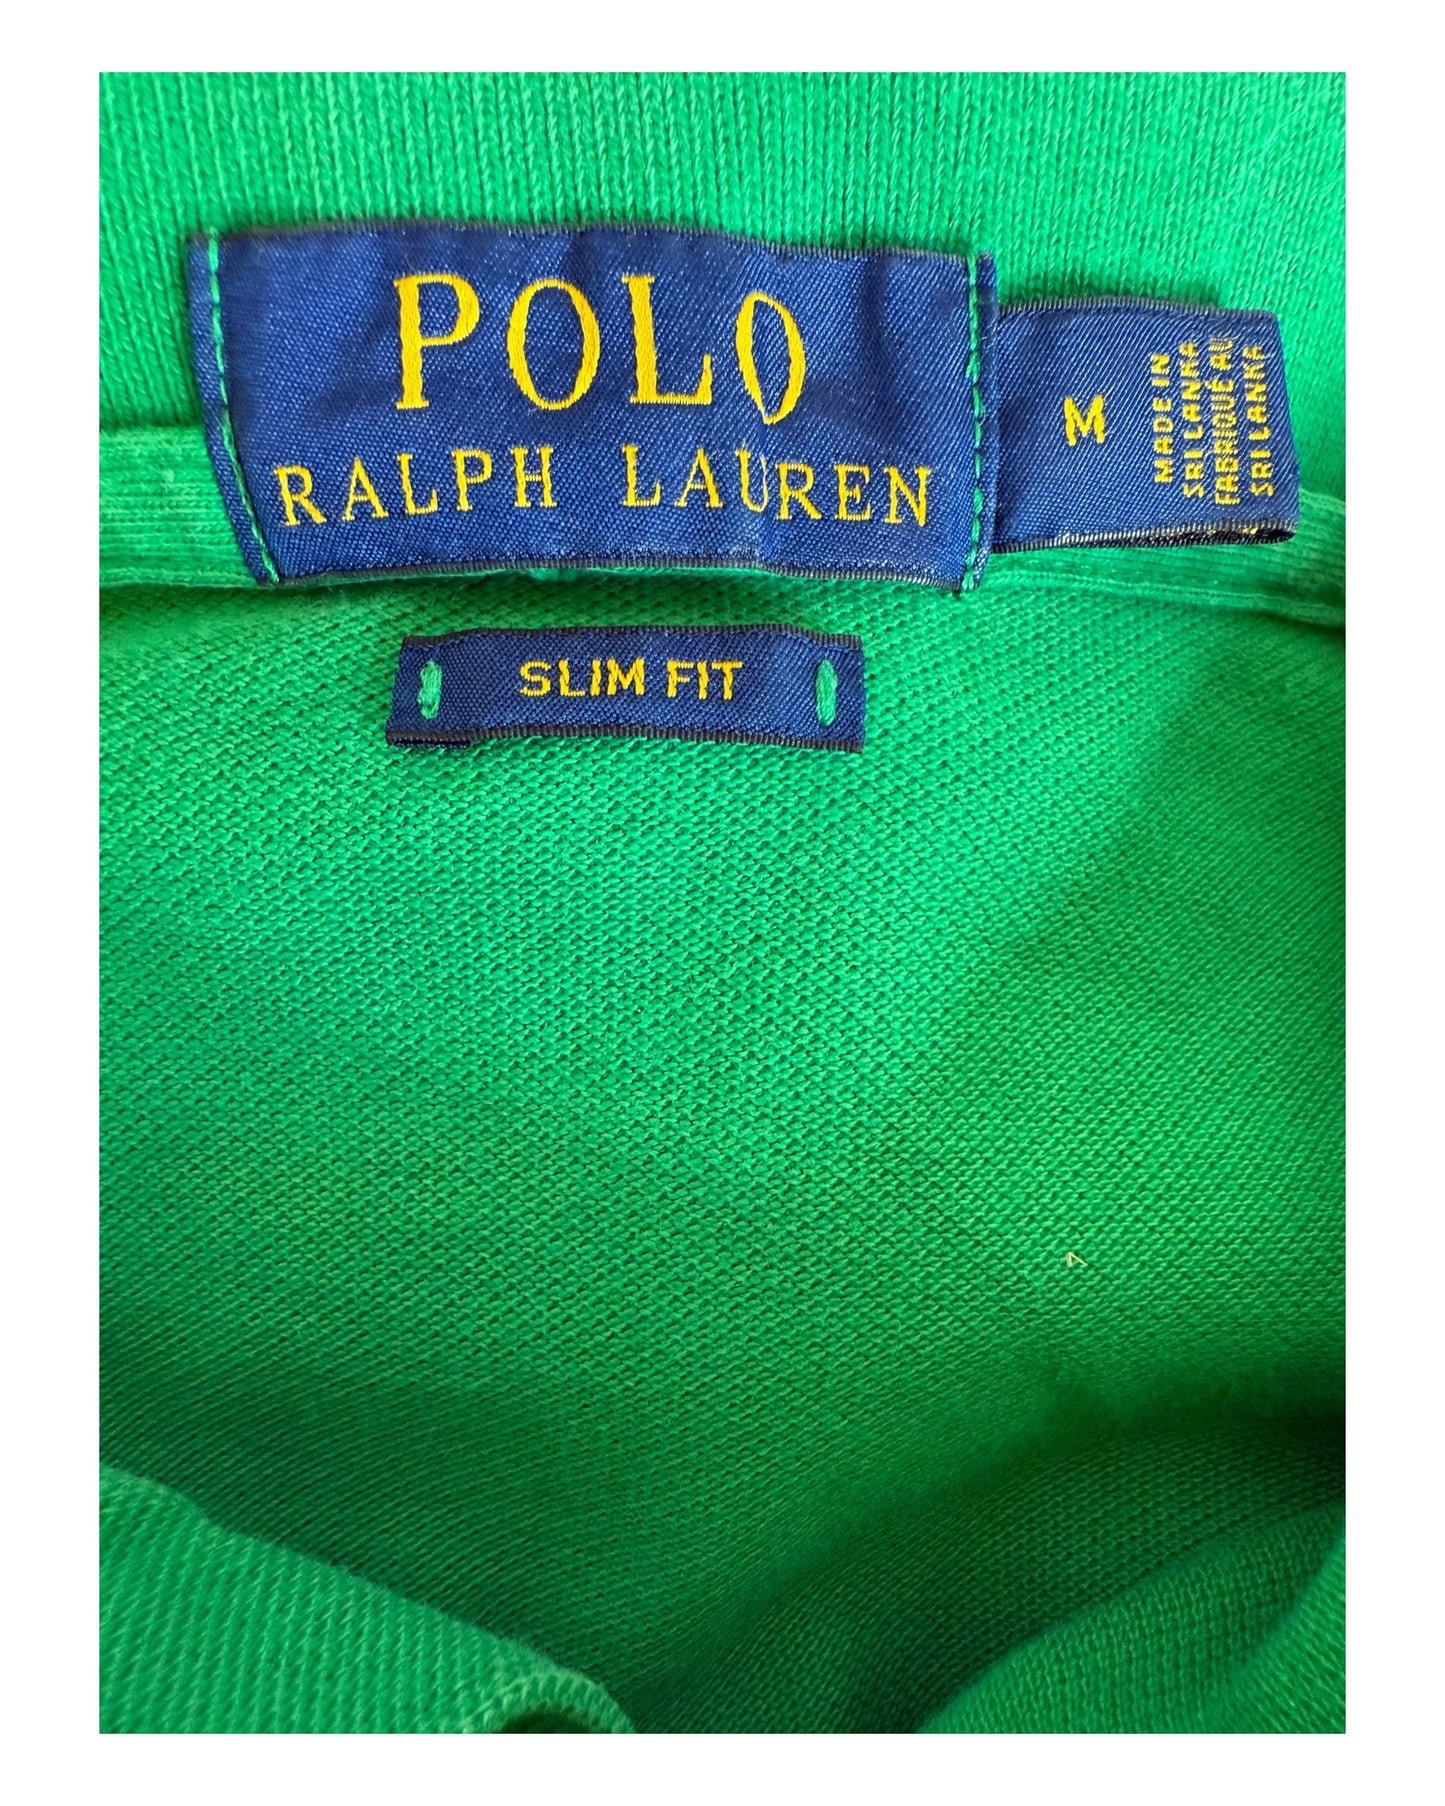 POLO
RALPH LAUREN
M
MADE IN
SRI LANKA
FABRIQUÉ AU
SRI LANKA
SLIM FIT